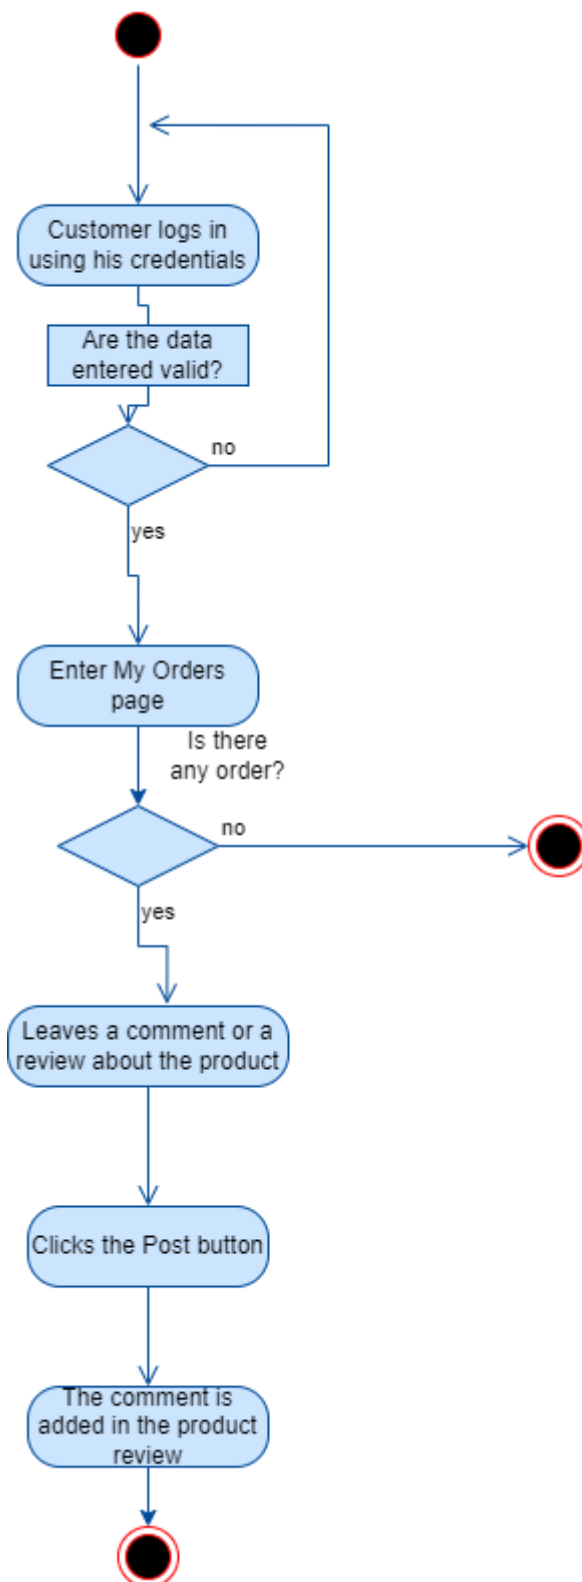 Customer logs in
using his credentials
Are the data
entered valid?
no
yes
Enter My Orders
page
Is there
any order?
no
yes
Leaves a comment or a
review about the product
Clicks the Post button
The comment is
added in the product
review